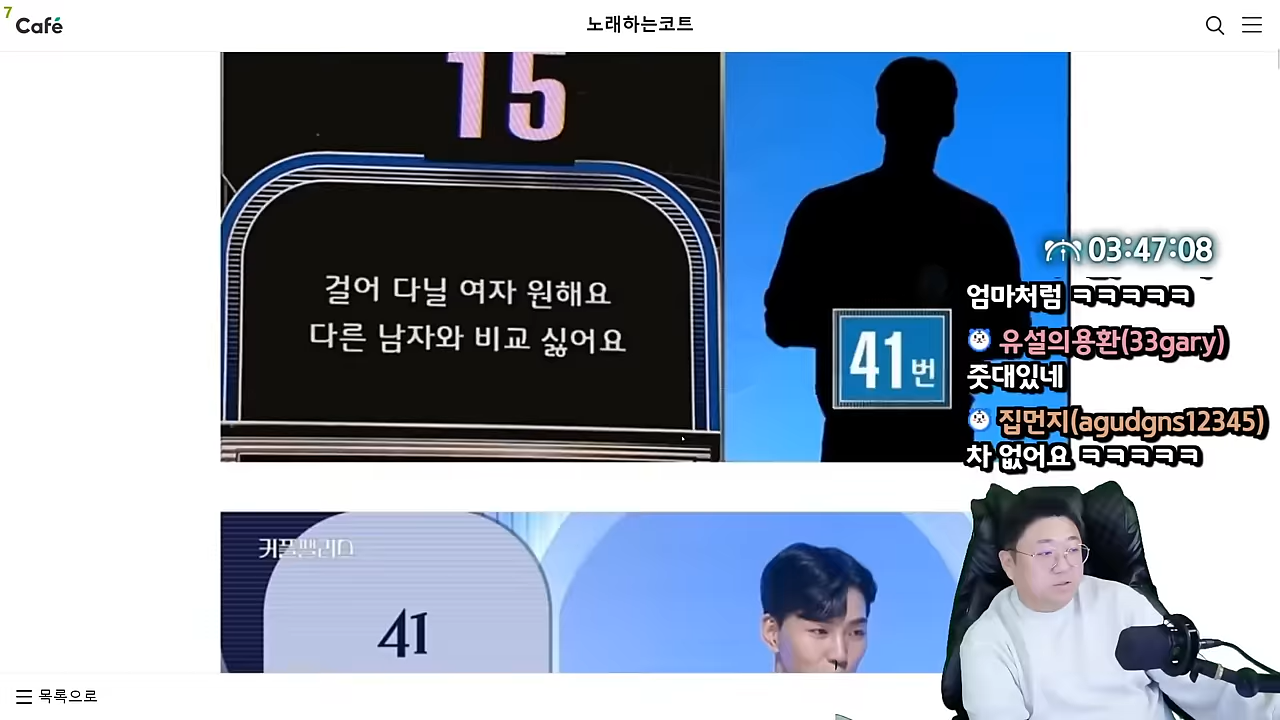 7
Café
노래하는코트
15
걸어 다닐 여자 원해요
다른 남자와 비교 싫어요
41번
03:47:08
엄마처럼 ㅋㅋㅋㅋㅋ
유설의용환(33gary)
줏대있네
집먼지(agudgns12345)
차 없어요 ㅋㅋㅋㅋㅋ
커플팰리스
41
목록으로